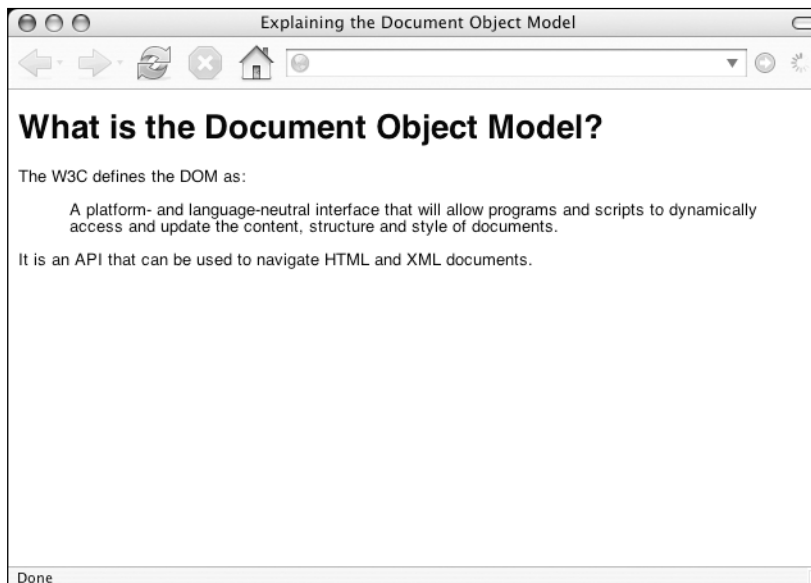 Explaining the Document Object Model
What is the Document Object Model?
The W3C defines the DOM as:
A platform- and language-neutral interface that will allow programs and scripts to dynamically
access and update the content, structure and style of documents.
It is an API that can be used to navigate HTML and XML documents.
Done